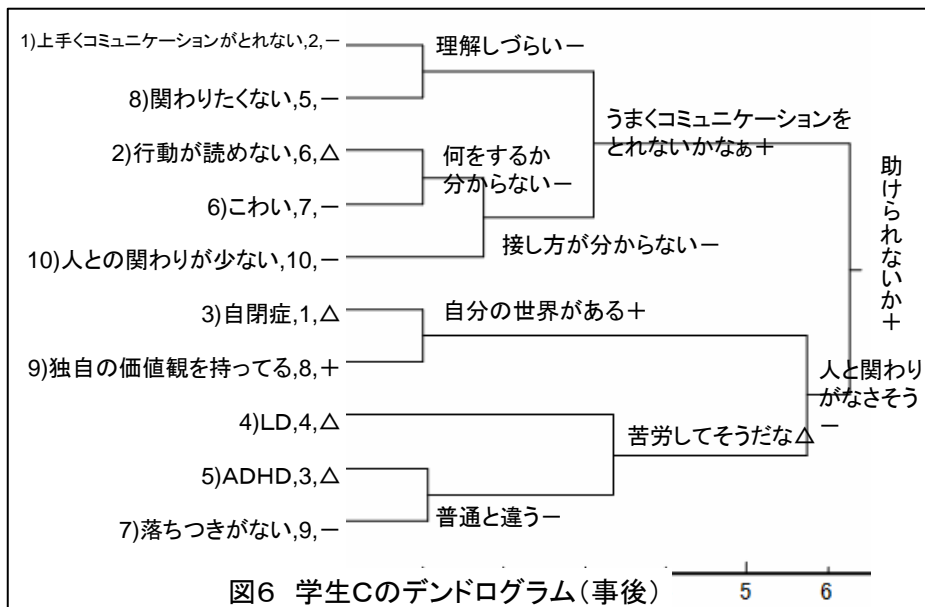 1)上手くコミュニケーションがとれない,2,－
理解しづらい－
8)関わりたくない,5,－
うまくコミュニケーションを
とれないかなぁ＋
2)行動が読めない,6,△
何をするか
分からない－
6)こわい,7,－
接し方が分からない－
10)人との関わりが少ない,10,－
助けられないか＋
3)自閉症,1,△
自分の世界がある＋
9)独自の価値観を持ってる,8,＋
人と関わり
がなさそう
－
4)LD,4,△
苦労してそうだな△
5)ADHD,3,△
普通と違う－
7)落ちつきがない,9,－
図6 学生Cのデンドログラム(事後)
5 6